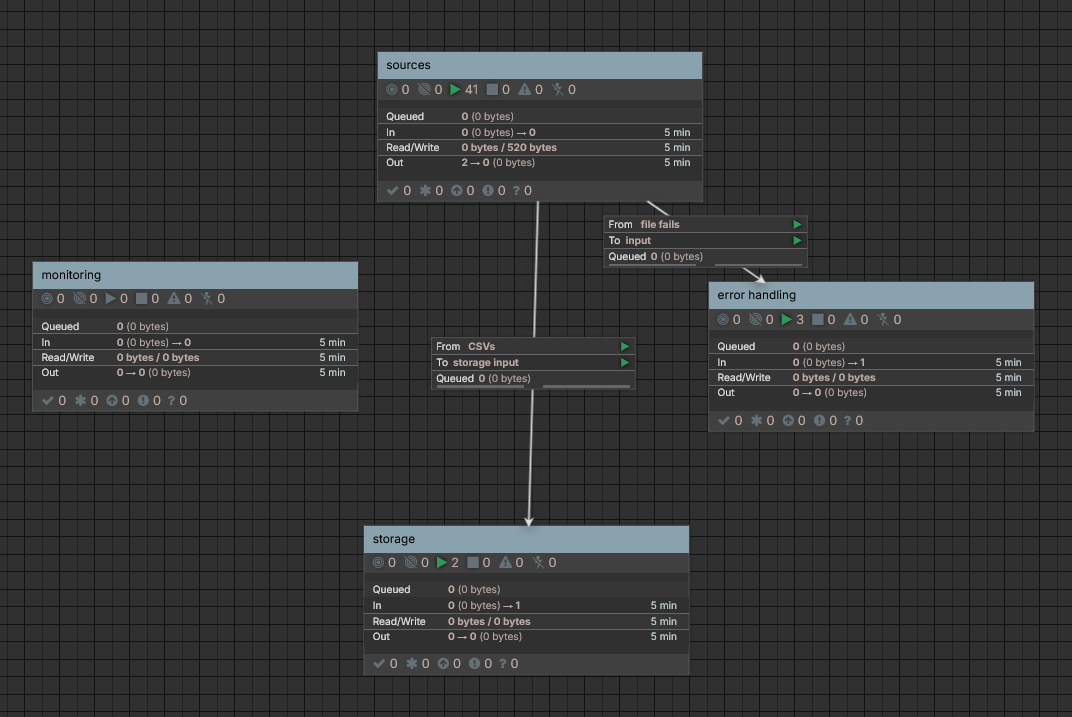 sources
0 0 41 0 0 0
Queued 0 (0 bytes)
In 0 (0 bytes) → 0 5 min
Read/Write 0 bytes / 520 bytes 5 min
Out 2 → 0 (0 bytes) 5 min
0 0 0 0 ? 0
From file fails
To input
Queued 0 (0 bytes)
monitoring
0 0 0 0 0 0
Queued 0 (0 bytes)
In 0 (0 bytes) → 0 5 min
Read/Write 0 bytes / 0 bytes 5 min
Out 0 → 0 (0 bytes) 5 min
0 0 0 0 ? 0
error handling
0 0 3 0 0 0
Queued 0 (0 bytes)
In 0 (0 bytes) → 1 5 min
Read/Write 0 bytes / 0 bytes 5 min
Out 0 → 0 (0 bytes) 5 min
0 0 0 0 ? 0
From CSVs
To storage input
Queued 0 (0 bytes)
storage
0 0 2 0 0 0
Queued 0 (0 bytes)
In 0 (0 bytes) → 1 5 min
Read/Write 0 bytes / 0 bytes 5 min
Out 0 → 0 (0 bytes) 5 min
0 0 0 0 ? 0